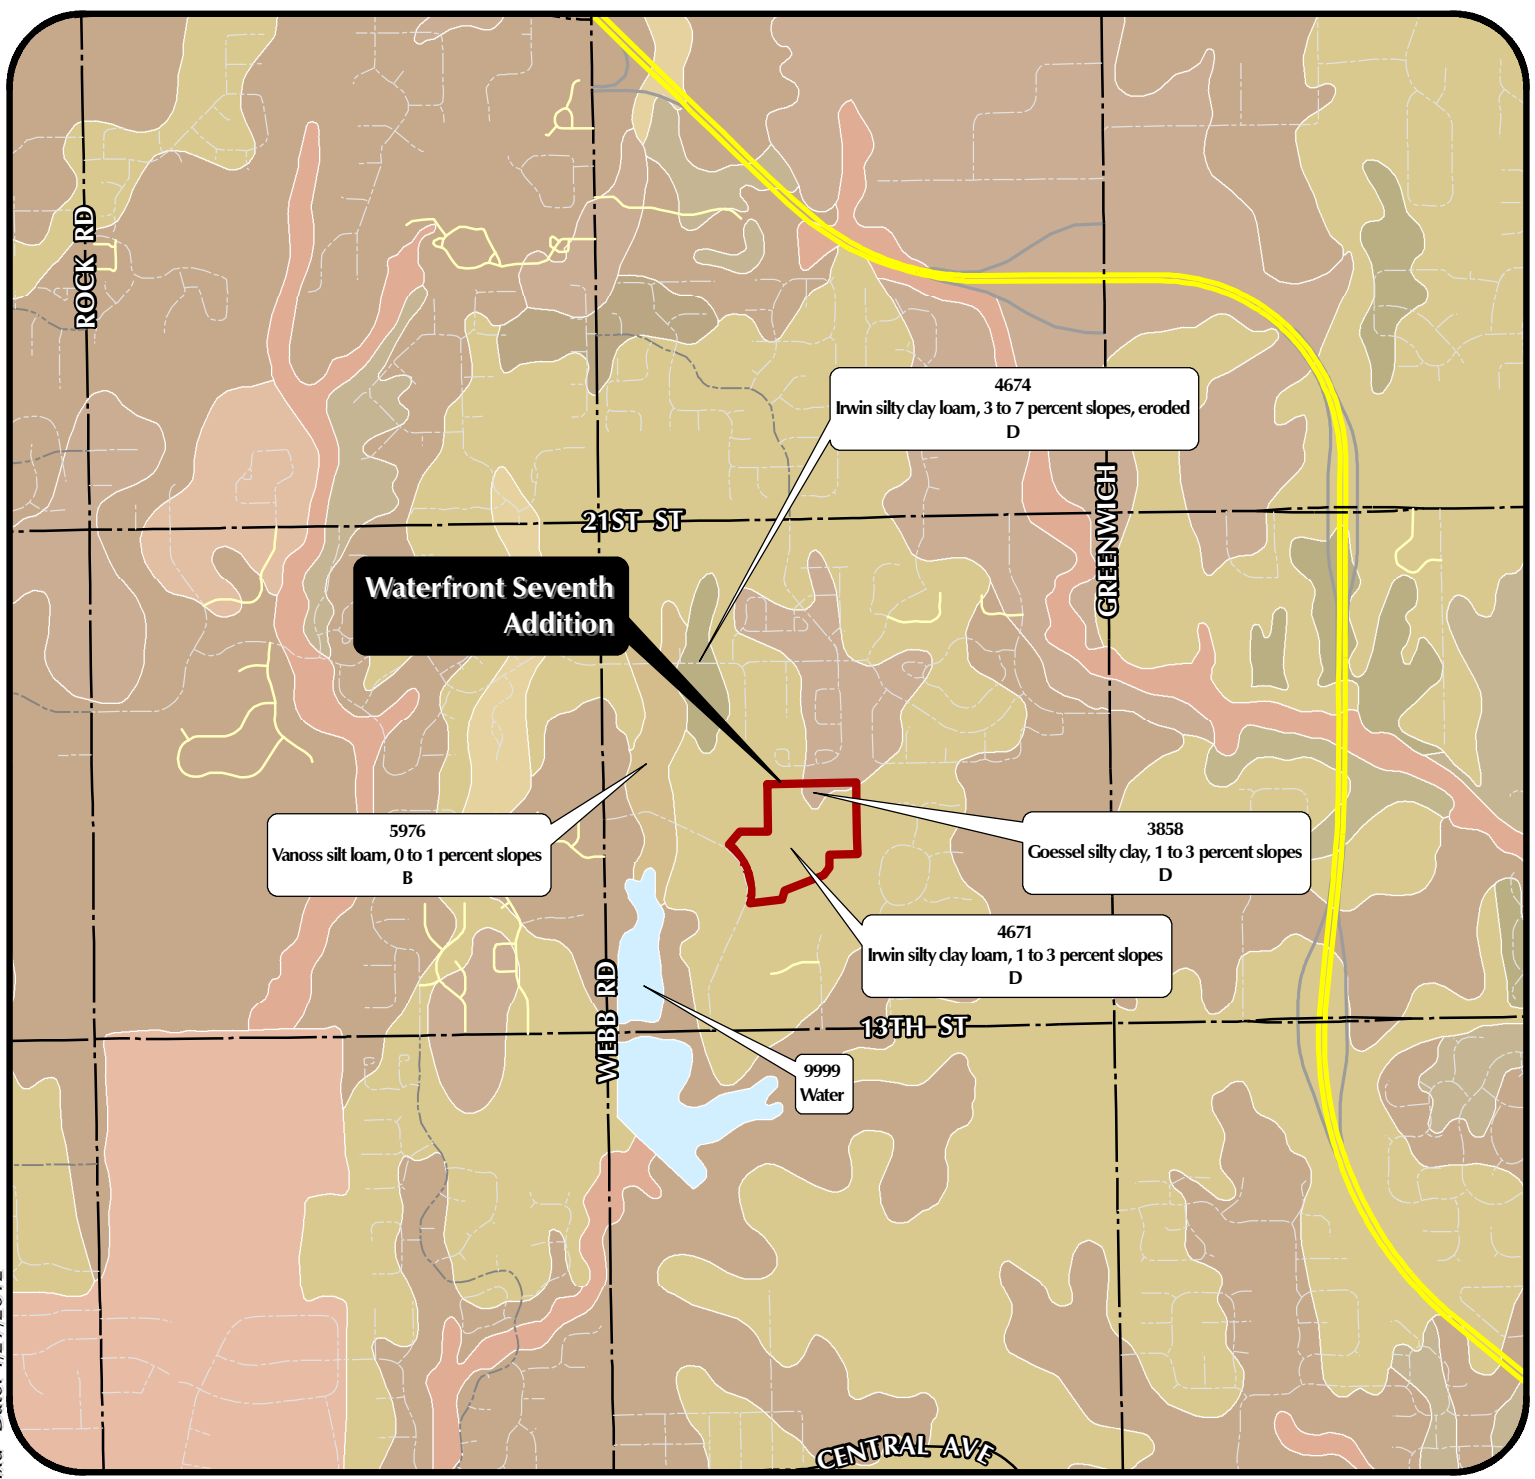 ROCK RD
4674
Irwin silty clay loam, 3 to 7 percent slopes, eroded
D
GREENWICH
21ST ST
Waterfront Seventh
Addition
5976
Vanoss silt loam, 0 to 1 percent slopes
B
3858
Goessel silty clay, 1 to 3 percent slopes
D
4671
Irwin silty clay loam, 1 to 3 percent slopes
D
WEBB RD
13TH ST
9999
Water
CENTRAL AVE